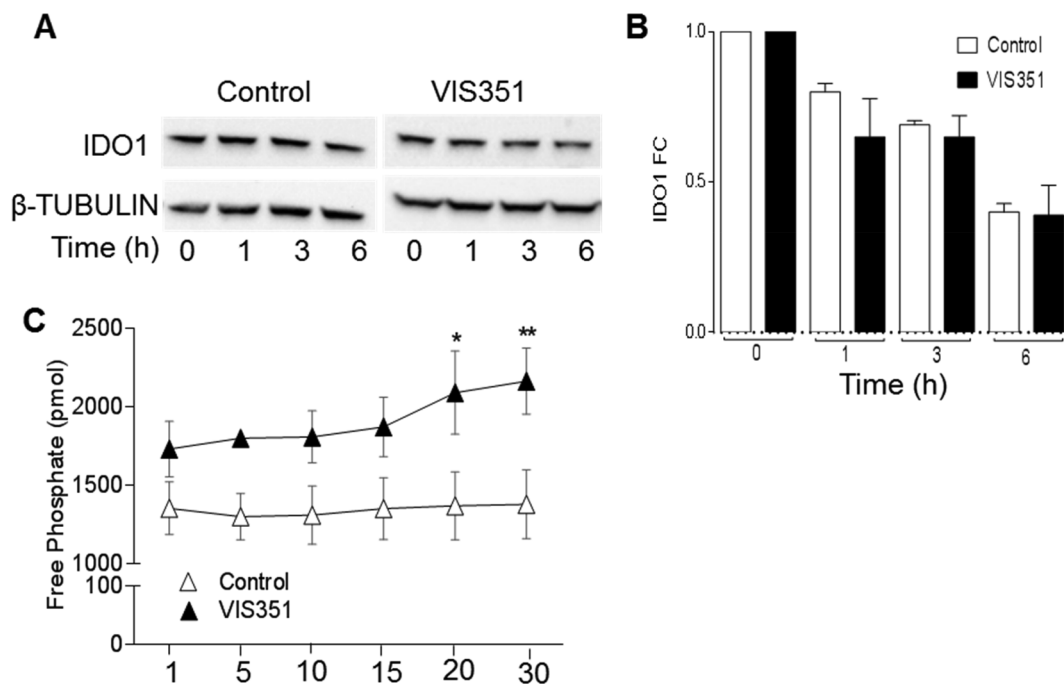 A
Control VIS351
IDO1
β-TUBULIN
Time (h) 0 1 3 6 0 1 3 6
B
Control
VIS351
IDO1 FC
1.0
0.5
0.0
0 1 3 6
Time (h)
C
Free Phosphate (pmol)
2500
2000
1500
1000
100
0
* **
Control
VIS351
1 5 10 15 20 30